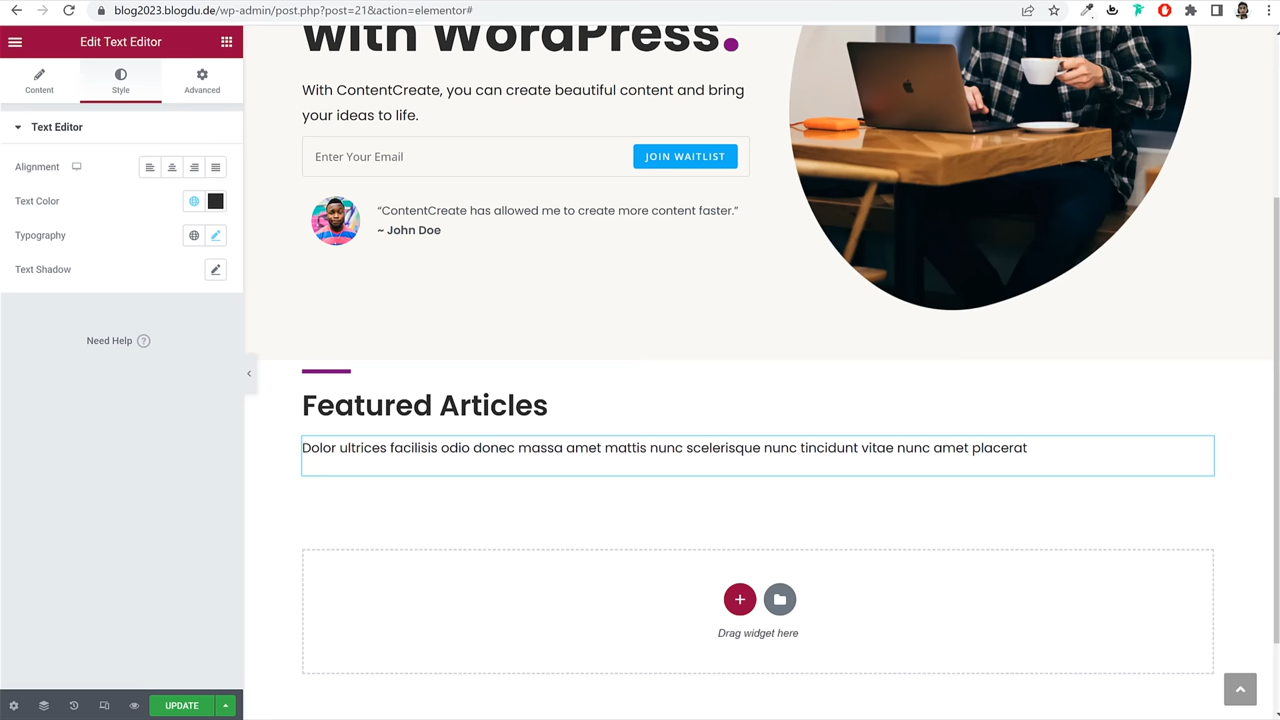 blog2023.blogdu.de/wp-admin/post.php?post=21&action=elementor#
Edit Text Editor
Content
Style
Advanced
Text Editor
Alignment
Text Color
Typography
Text Shadow
Need Help ?
UPDATE
with WordPress.
With ContentCreate, you can create beautiful content and bring
your ideas to life.
Enter Your Email
JOIN WAITLIST
“ContentCreate has allowed me to create more content faster.”
~ John Doe
Featured Articles
Dolor ultrices facilisis odio donec massa amet mattis nunc scelerisque nunc tincidunt vitae nunc amet placerat
Drag widget here